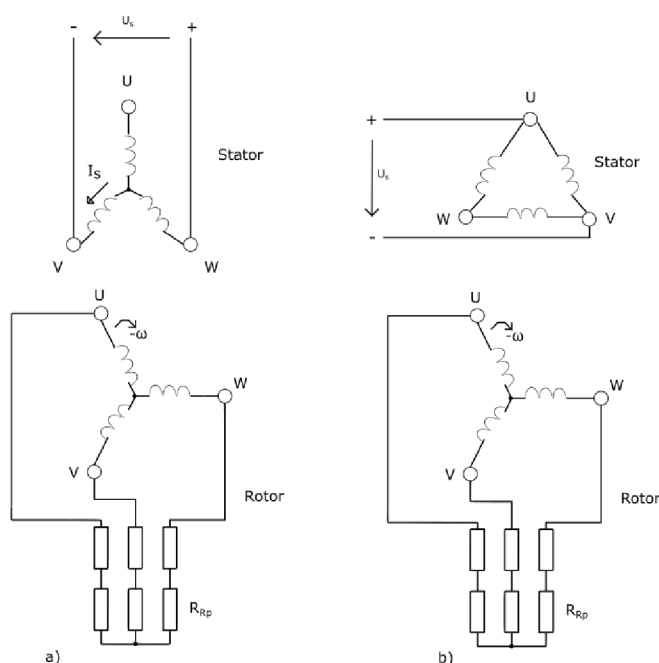 - Us +
U
Is
Stator
V
W
U
-ω
W
V
Rotor
RRp
a)
U
+
Us
Stator
W
V
-
U
-ω
W
V
Rotor
RRp
b)